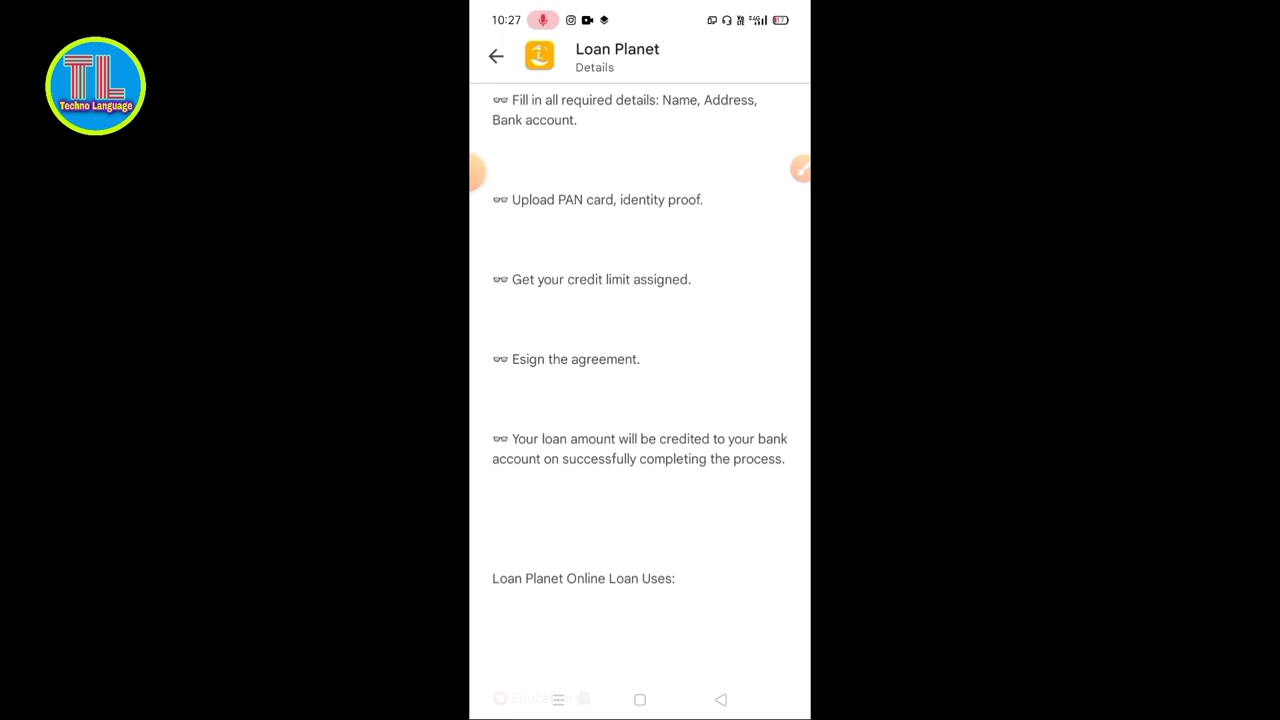 TL
Techno Language
10:27
Loan Planet
Details
👓 Fill in all required details: Name, Address,
Bank account.
👓 Upload PAN card, identity proof.
👓 Get your credit limit assigned.
👓 Esign the agreement.
👓 Your loan amount will be credited to your bank
account on successfully completing the process.
Loan Planet Online Loan Uses: